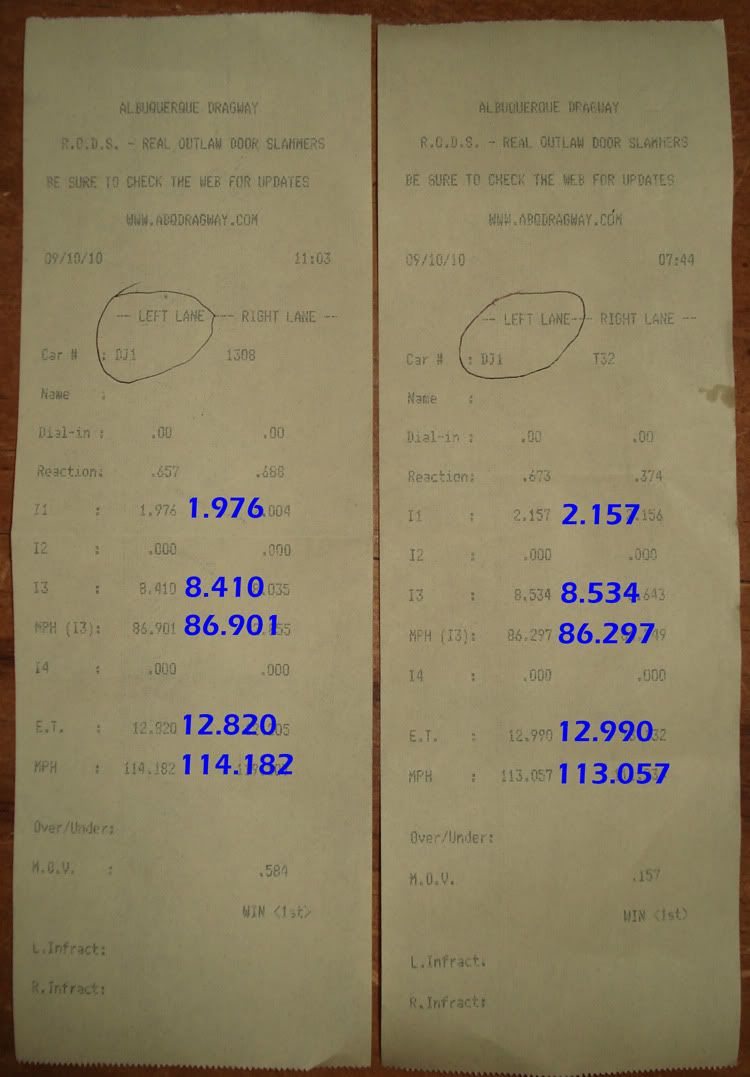 ALBUQUERQUE DRAGWAY
R.O.D.S. - REAL OUTLAW DOOR SLAMMERS
BE SURE TO CHECK THE WEB FOR UPDATES
WWW.ABQDRAGWAY.COM
09/10/10 11:03
-- LEFT LANE --- RIGHT LANE --
Car # : DJ1 1308
Name :
Dial-in : .00 .00
Reaction: .657 .688
I1 : 1.976 1.976 .004
I2 : .000 .000
I3 : 8.410 8.410 .035
MPH (I3): 86.901 86.901
I4 : .000 .000
E.T. : 12.820 12.820
MPH : 114.182 114.182
Over/Under:
M.O.V. : .584
WIN <1st>
L.Infract:
R.Infract:
ALBUQUERQUE DRAGWAY
R.O.D.S. - REAL OUTLAW DOOR SLAMMERS
BE SURE TO CHECK THE WEB FOR UPDATES
WWW.ABQDRAGWAY.COM
09/10/10 07:44
-- LEFT LANE --- RIGHT LANE --
Car # : DJ1 T32
Name :
Dial-in : .00 .00
Reaction: .673 .374
I1 : 2.157 2.157 .156
I2 : .000 .000
I3 : 8.534 8.534 .643
MPH (I3): 86.297 86.297
I4 : .000 .000
E.T. : 12.990 12.990
MPH : 113.057 113.057
Over/Under:
M.O.V. .157
WIN <1st>
L.Infract.
R.Infract: